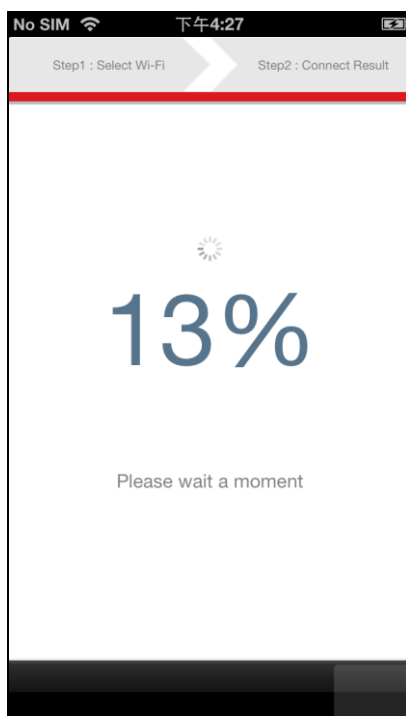 No SIM 下午4:27
Step1 : Select Wi-Fi Step2 : Connect Result
13%
Please wait a moment